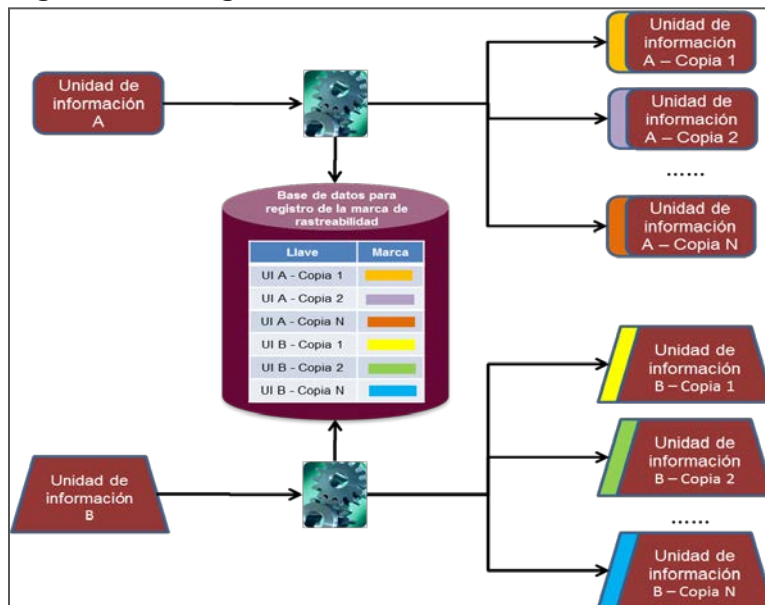 Unidad de
información
A
Unidad de
información
A – Copia 1
Unidad de
información
A – Copia 2
......
Unidad de
información
A – Copia N
Base de datos para
registro de la marca de
rastreabilidad
Llave Marca
UI A - Copia 1
UI A - Copia 2
UI A - Copia N
UI B - Copia 1
UI B - Copia 2
UI B - Copia N
Unidad de
información
B – Copia 1
Unidad de
información
B
Unidad de
información
B – Copia 2
......
Unidad de
información
B – Copia N